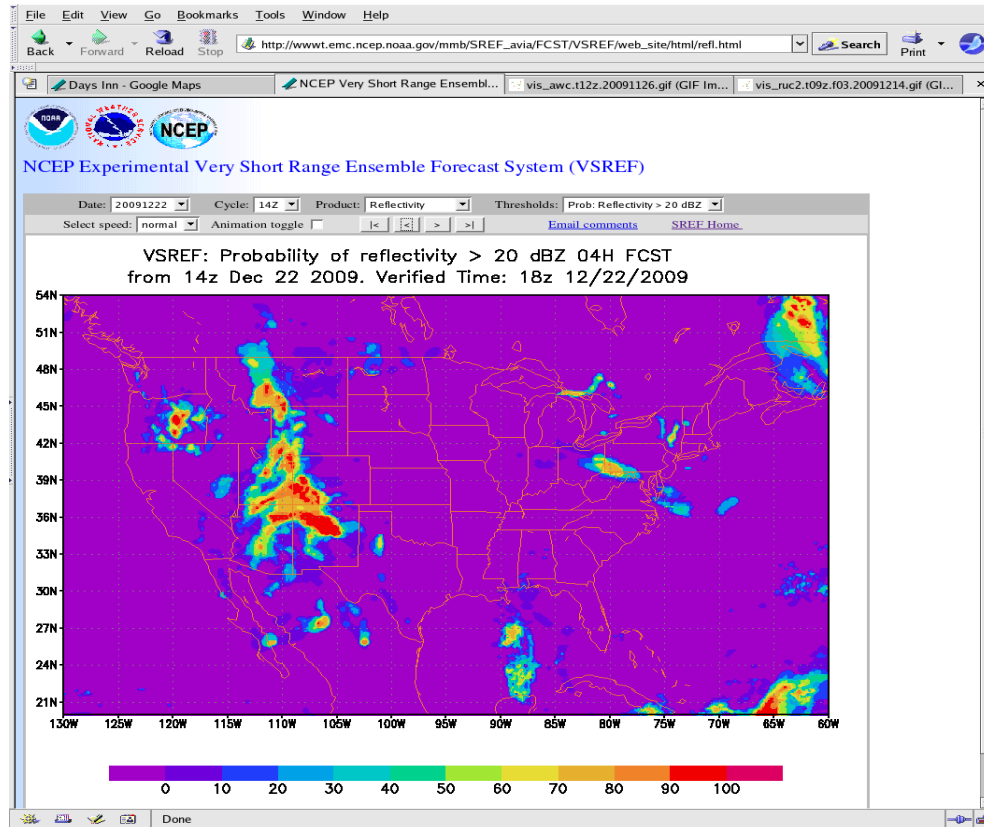 File Edit View Go Bookmarks Tools Window Help
Back Forward Reload Stop http://wwwt.emc.ncep.noaa.gov/mmb/SREF_avia/FCST/VSREF/web_site/html/refl.html Search Print
Days Inn - Google Maps NCEP Very Short Range Ensembl... vis_awc.t12z.20091126.gif (GIF Im... vis_ruc2.t09z.f03.20091214.gif (GI...
NOAA NATIONAL WEATHER SERVICE NCEP
NCEP Experimental Very Short Range Ensemble Forecast System (VSREF)
Date: 20091222 Cycle: 14Z Product: Reflectivity Thresholds: Prob: Reflectivity > 20 dBZ
Select speed: normal Animation toggle |< < > >| Email comments SREF Home
VSREF: Probability of reflectivity > 20 dBZ 04H FCST
from 14z Dec 22 2009. Verified Time: 18z 12/22/2009
54N
51N
48N
45N
42N
39N
36N
33N
30N
27N
24N
21N
130W 125W 120W 115W 110W 105W 100W 95W 90W 85W 80W 75W 70W 65W 60W
0 10 20 30 40 50 60 70 80 90 100
Done